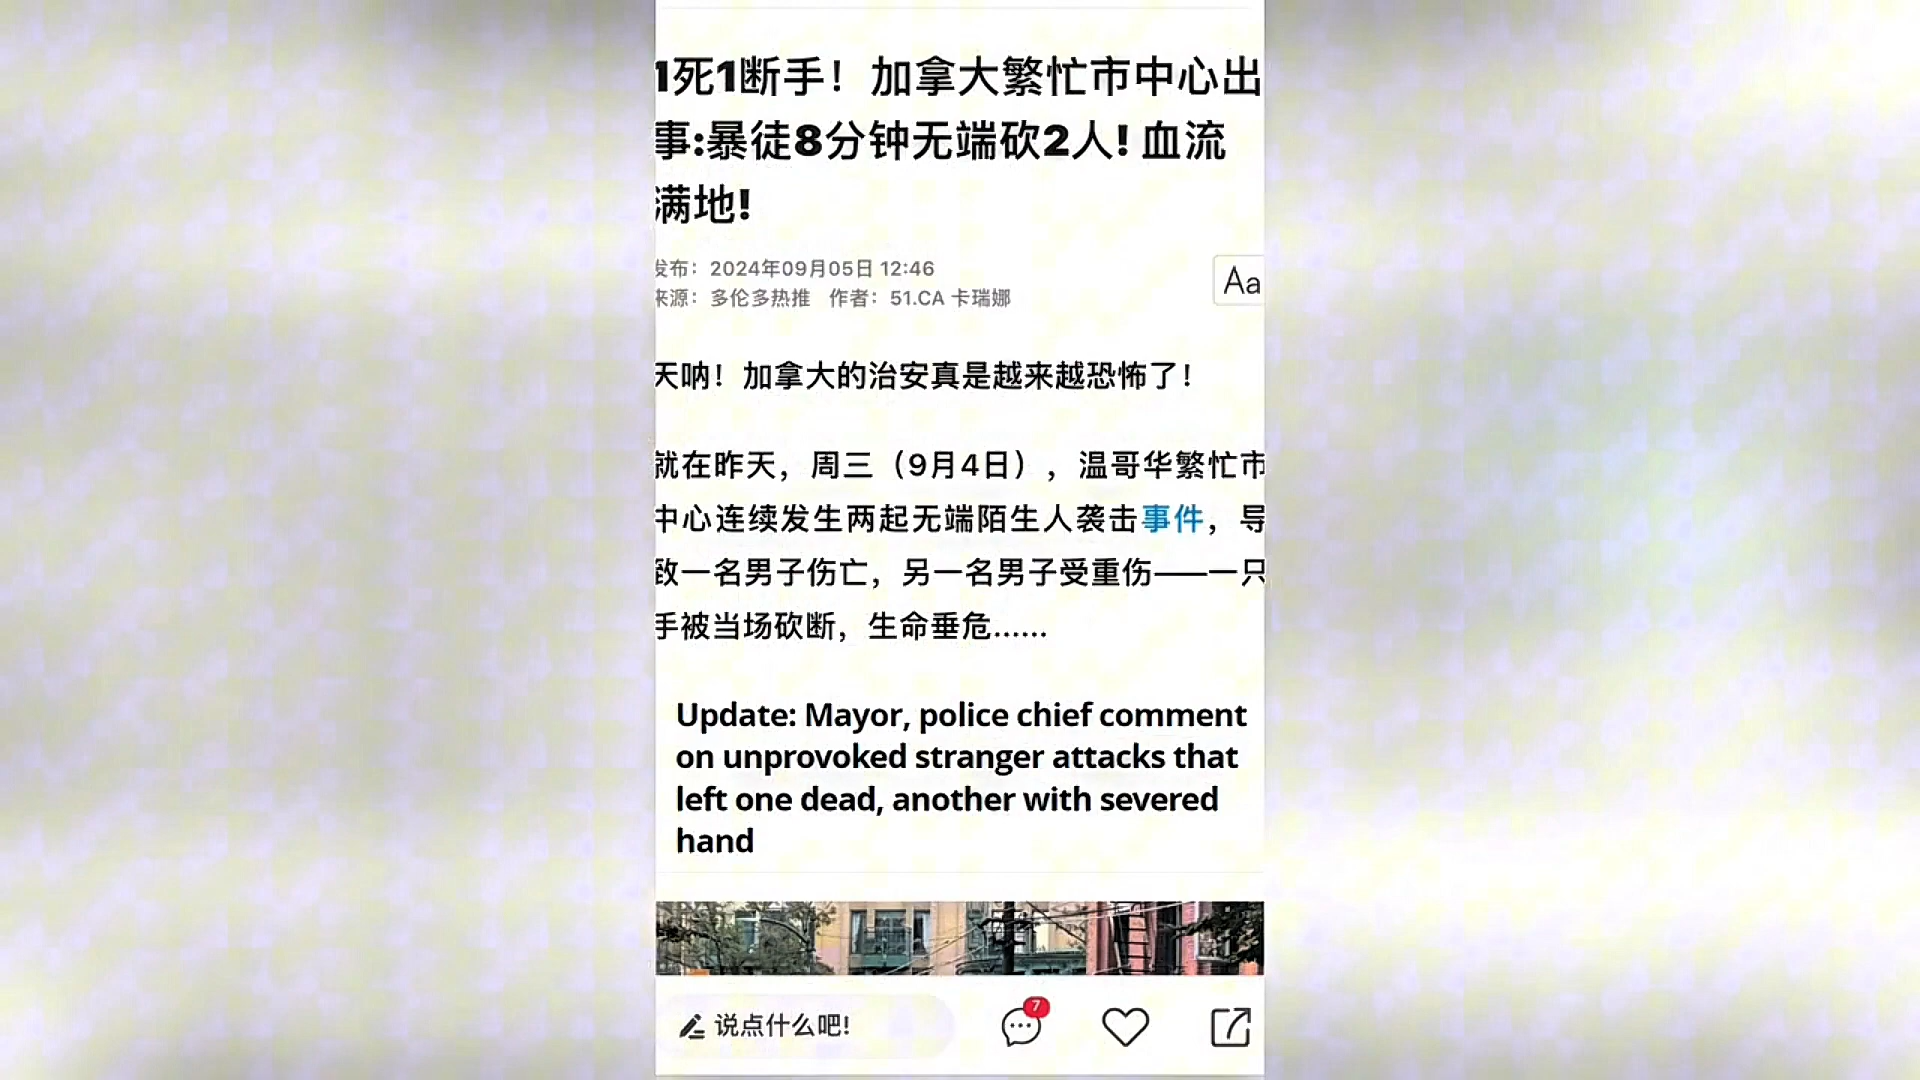 1死1断手！加拿大繁忙市中心出
事:暴徒8分钟无端砍2人! 血流
满地!
发布：2024年09月05日 12:46
来源：多伦多热推 作者：51.CA 卡瑞娜
Aa
天呐！加拿大的治安真是越来越恐怖了！
就在昨天，周三（9月4日），温哥华繁忙市
中心连续发生两起无端陌生人袭击事件，导
致一名男子伤亡，另一名男子受重伤——一只
手被当场砍断，生命垂危......
Update: Mayor, police chief comment
on unprovoked stranger attacks that
left one dead, another with severed
hand
说点什么吧!
7